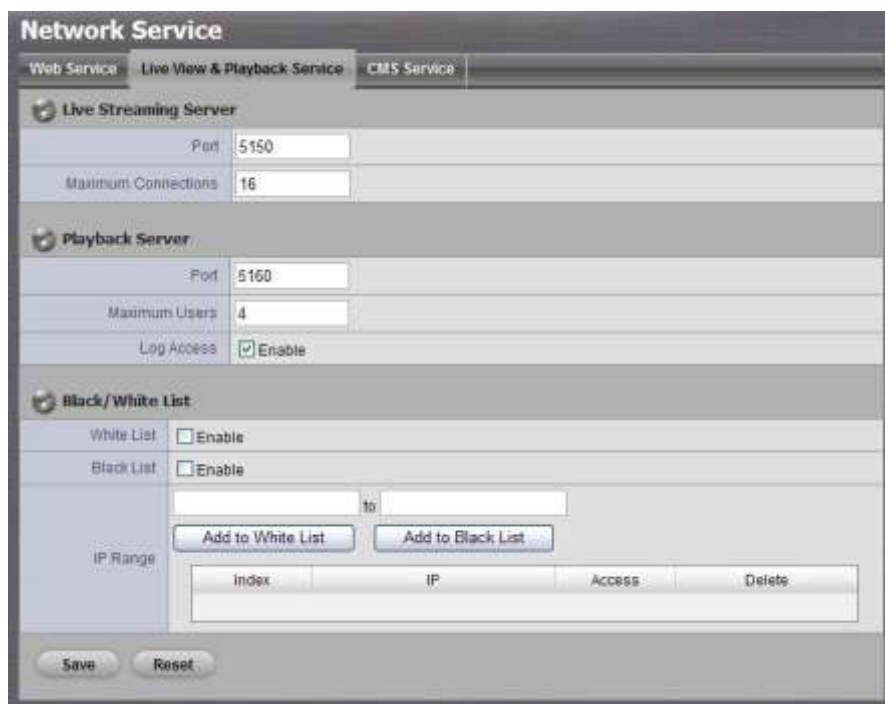 Network Service
Web Service Live View & Playback Service CMS Service
Live Streaming Server
Port 5150
Maximum Connections 16
Playback Server
Port 5160
Maximum Users 4
Log Access Enable
Black/White List
White List Enable
Black List Enable
to
Add to White List Add to Black List
IP Range
Index IP Access Delete
Save Reset